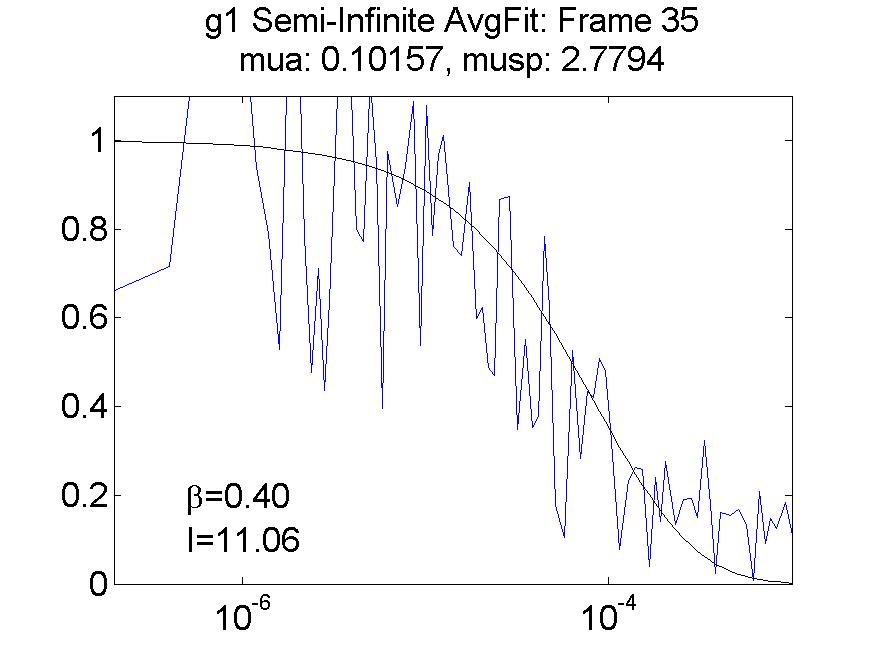 g1 Semi-Infinite AvgFit: Frame 35
mua: 0.10157, musp: 2.7794
1
0.8
0.6
0.4
0.2
0
β=0.40
I=11.06
10^-6
10^-4